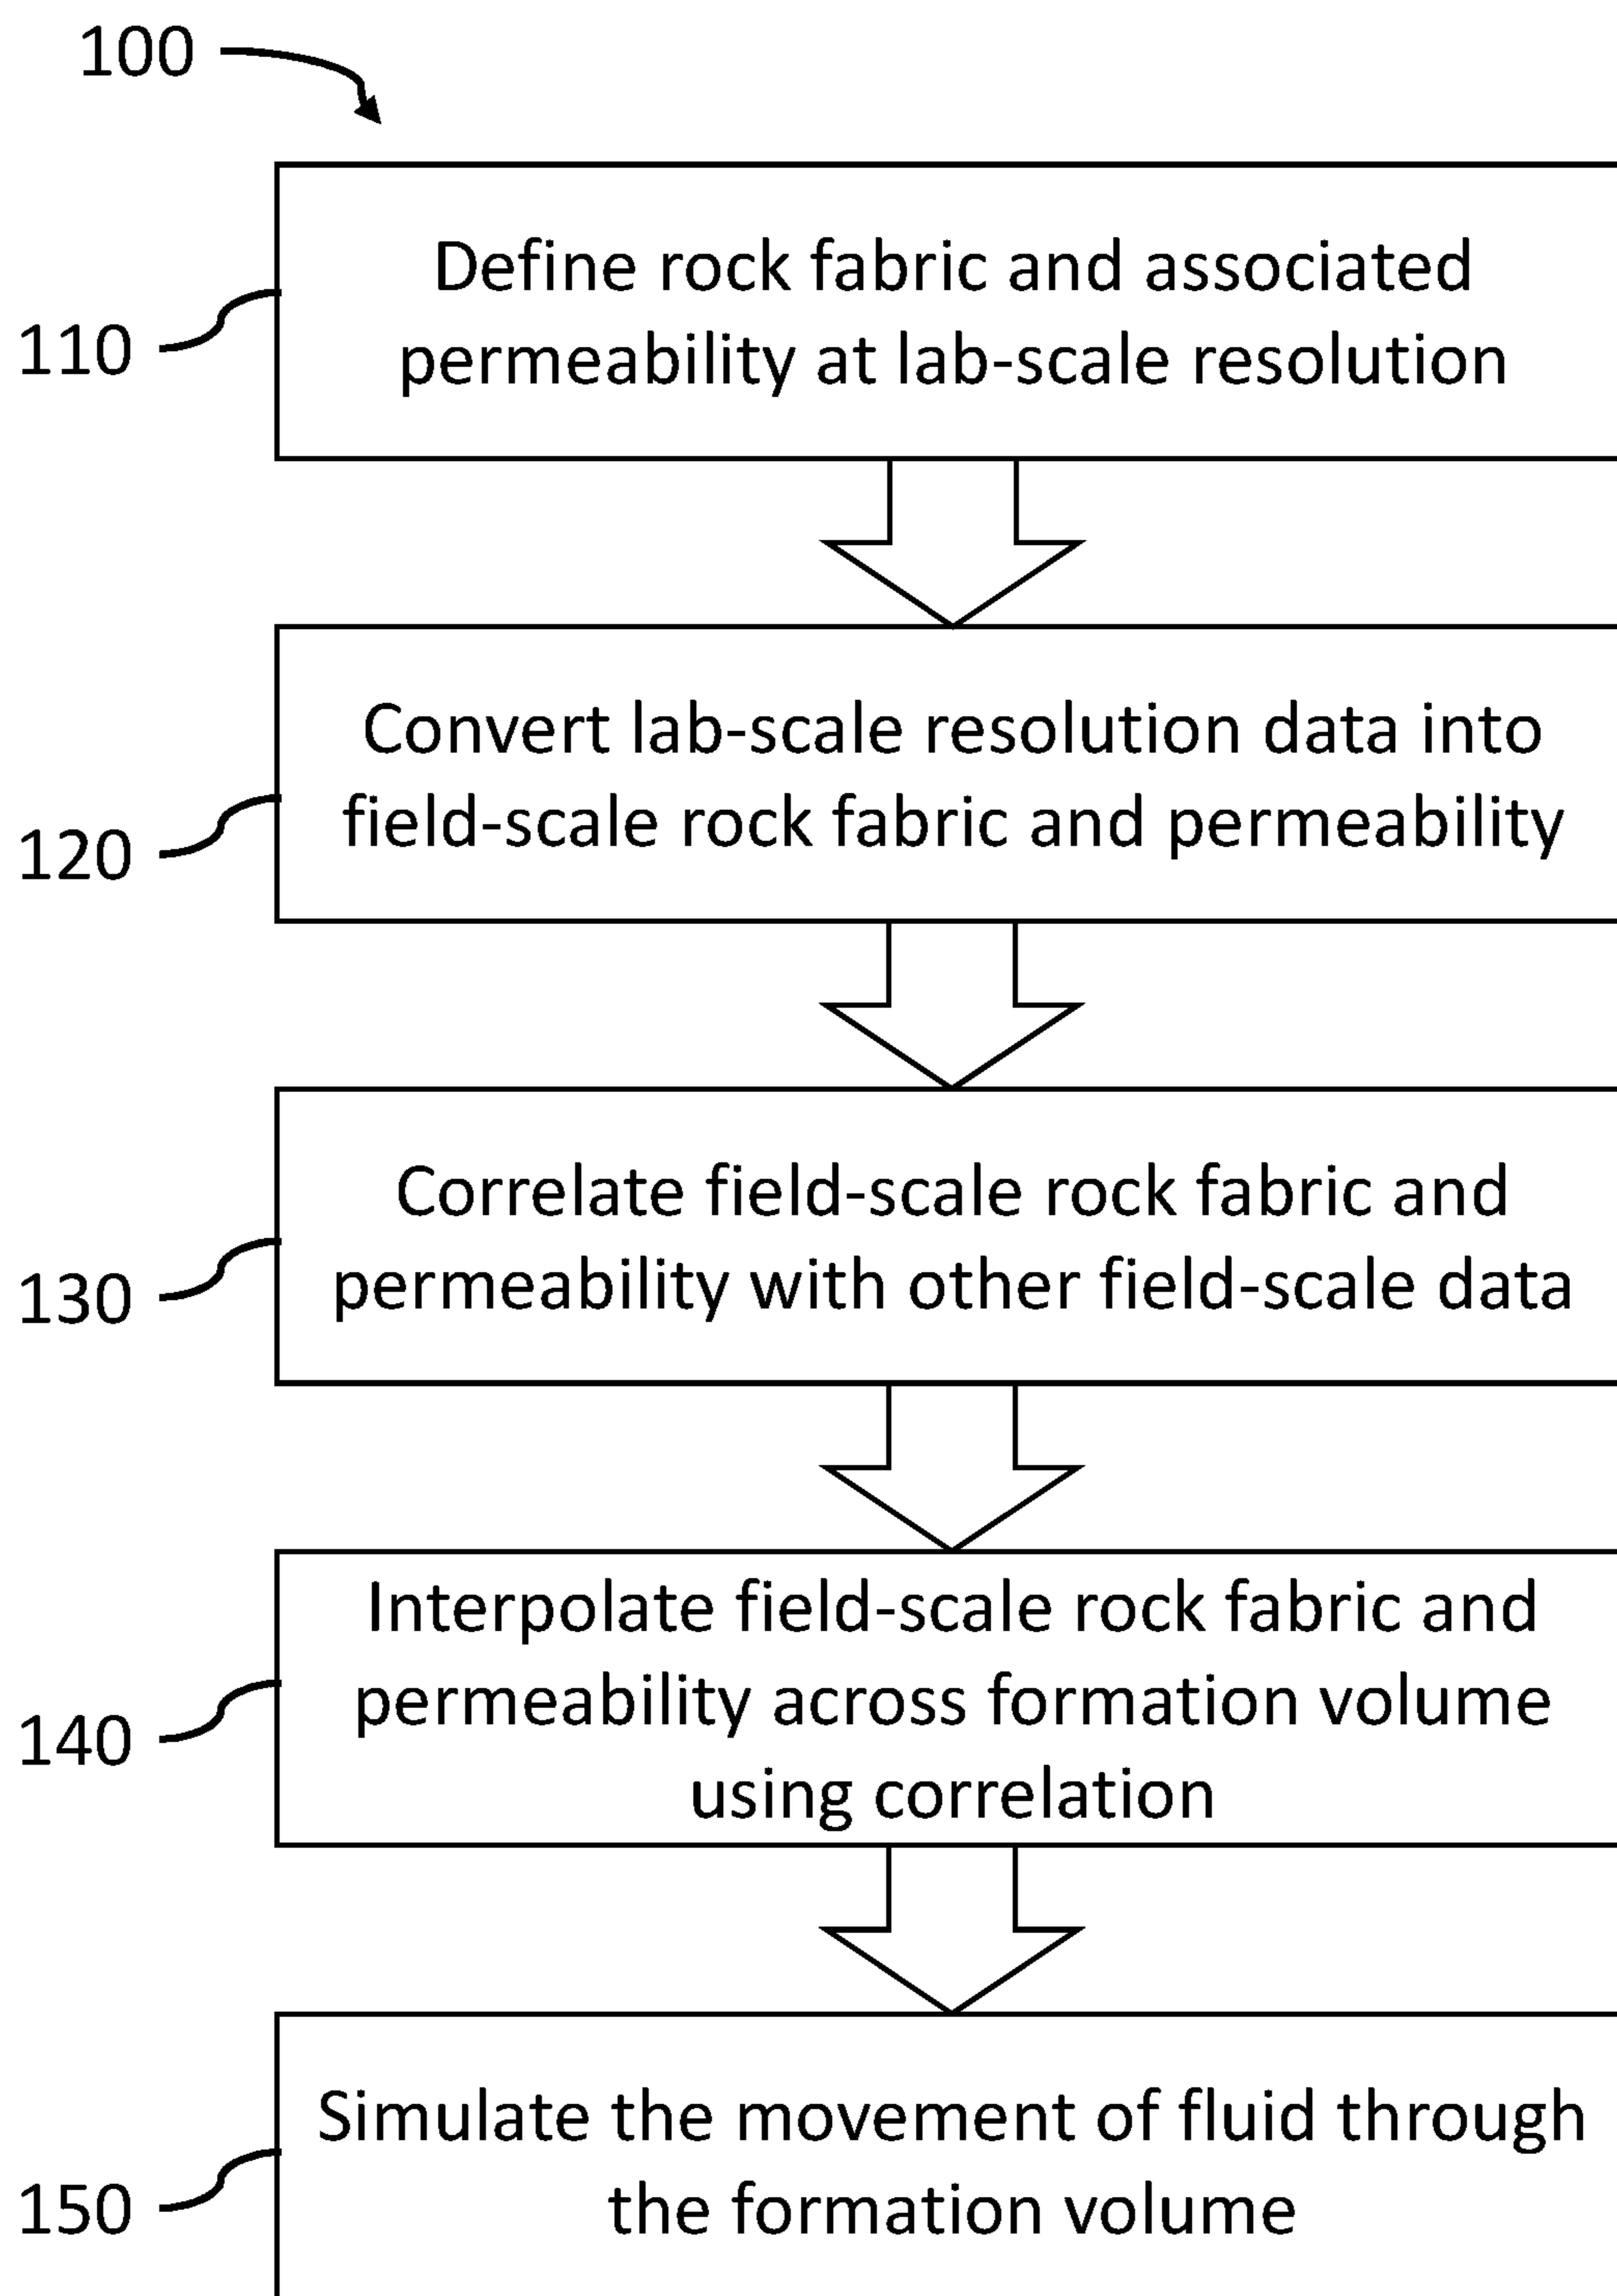 100
Define rock fabric and associated
permeability at lab-scale resolution
110
Convert lab-scale resolution data into
field-scale rock fabric and permeability
120
Correlate field-scale rock fabric and
permeability with other field-scale data
130
Interpolate field-scale rock fabric and
permeability across formation volume
using correlation
140
Simulate the movement of fluid through
the formation volume
150